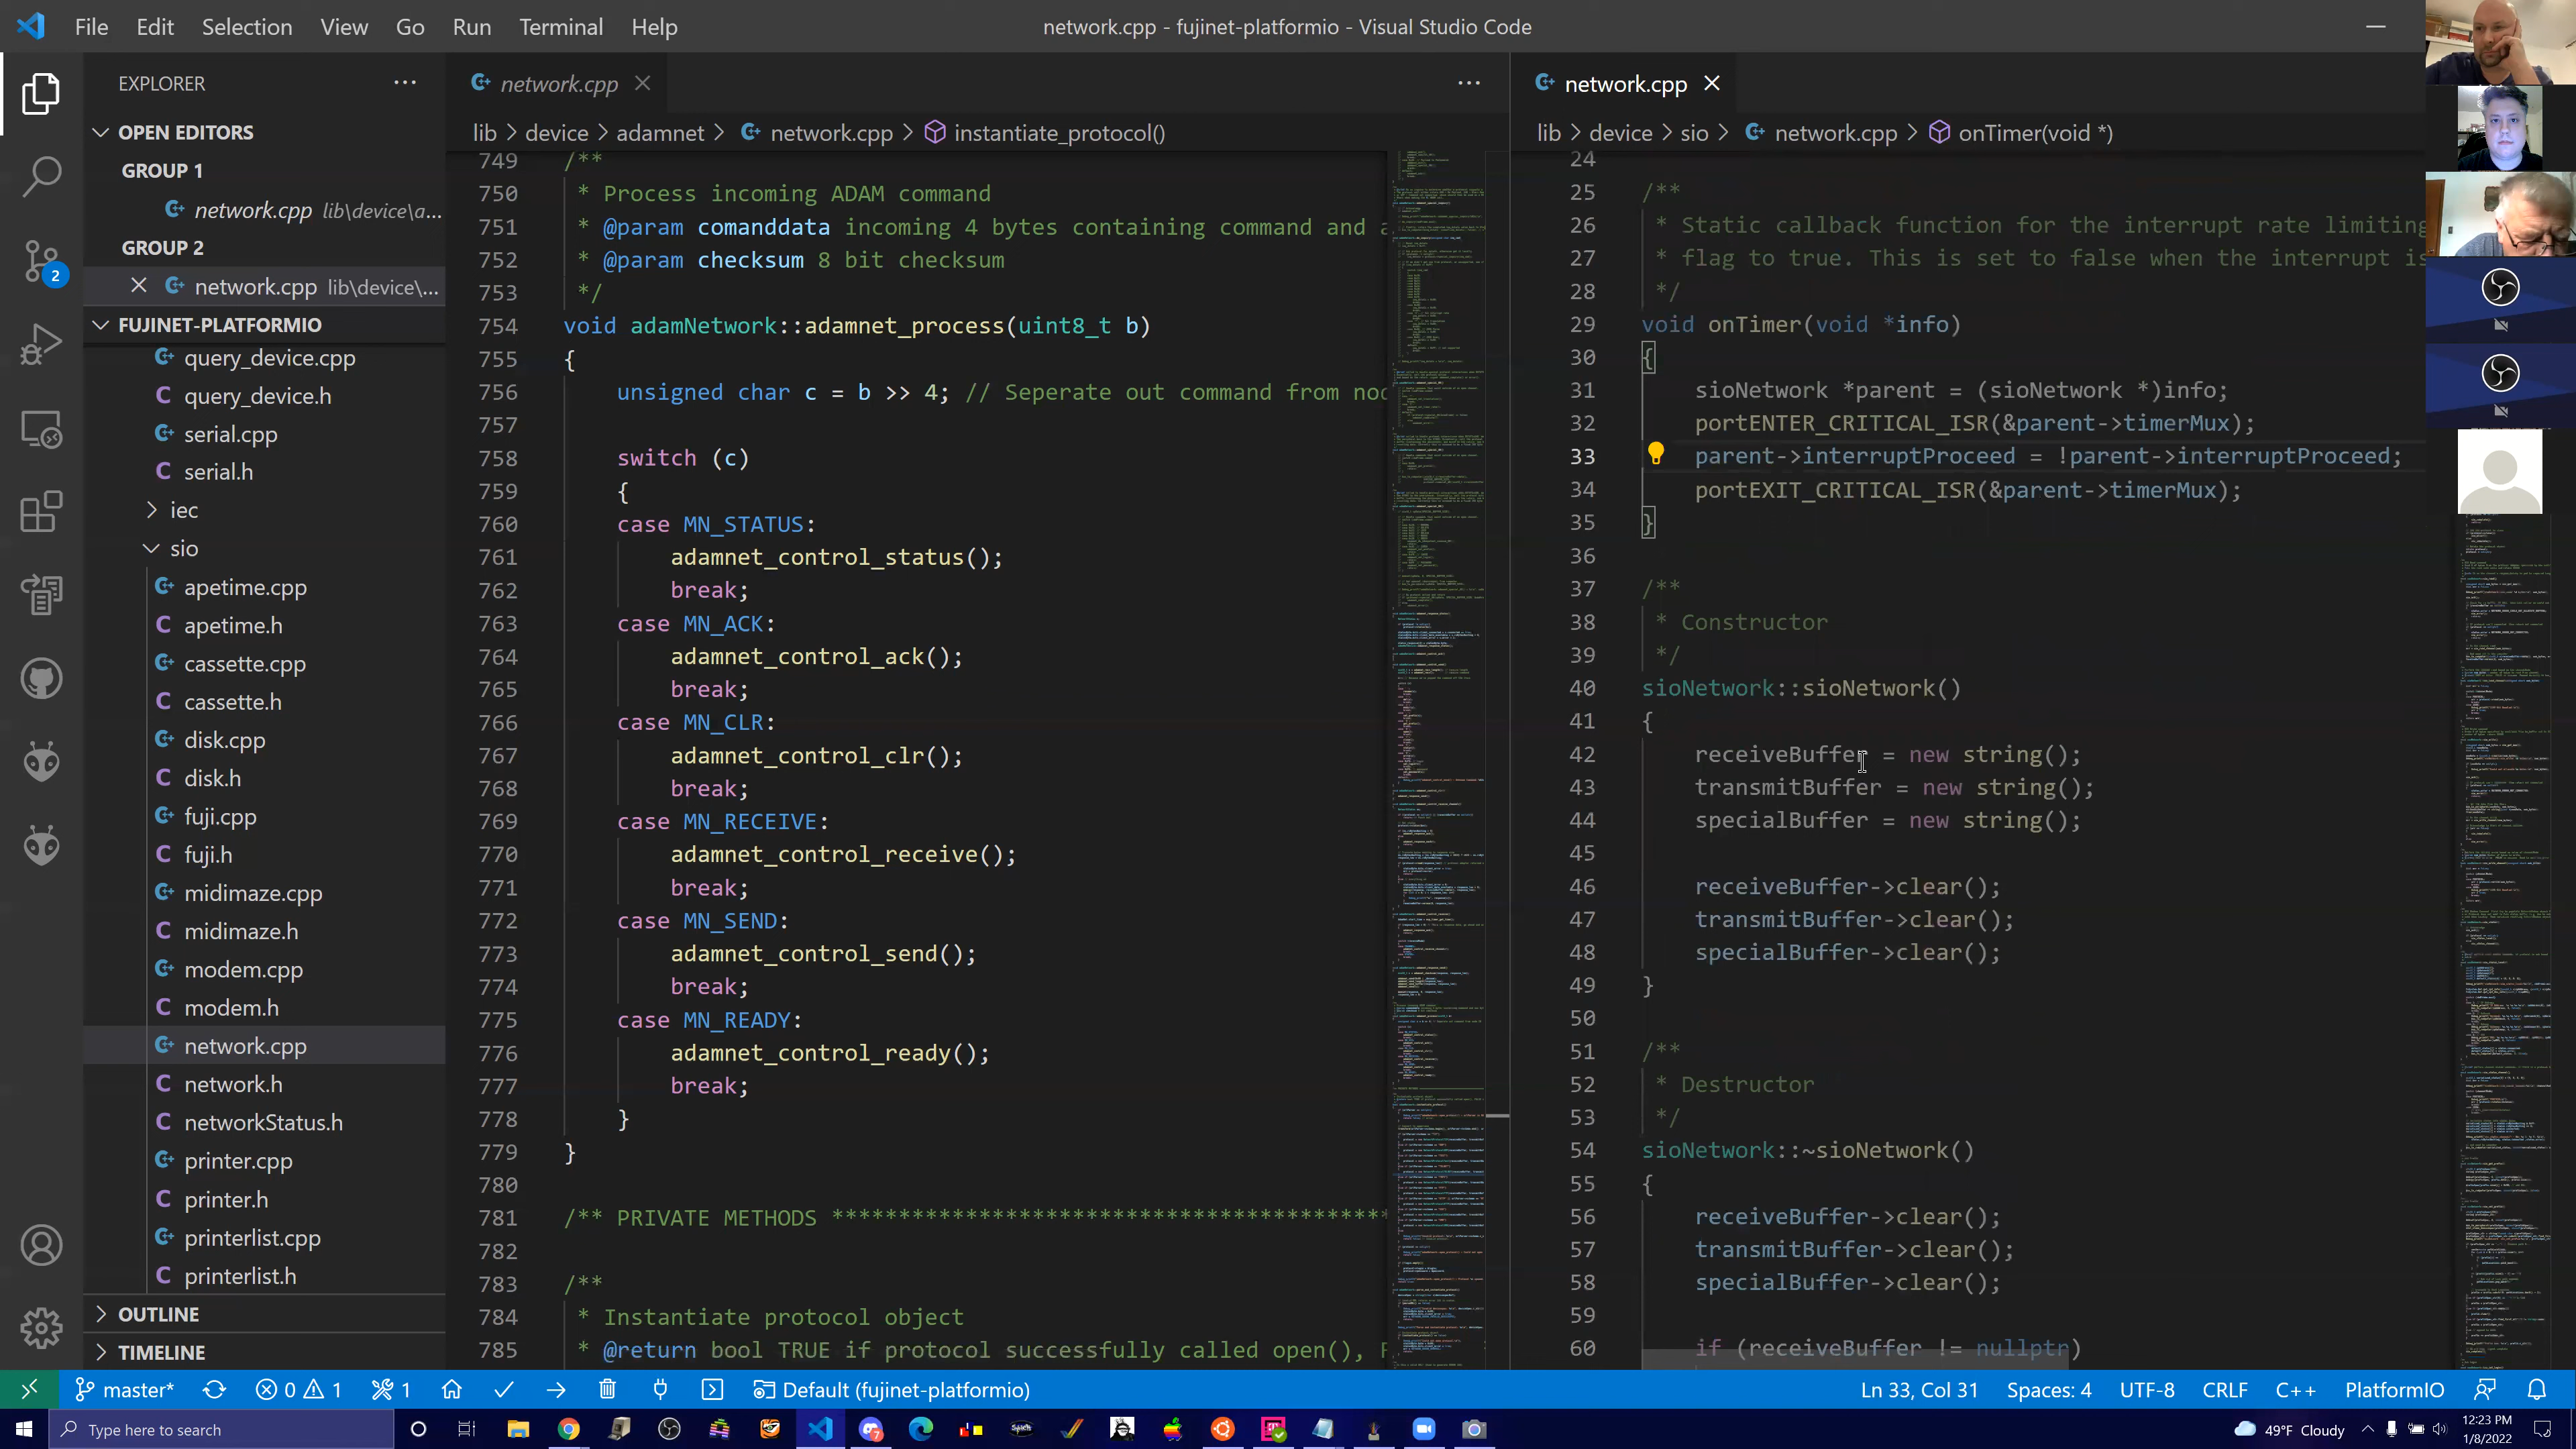 File Edit Selection View Go Run Terminal Help
network.cpp - fujinet-platformio - Visual Studio Code
EXPLORER
OPEN EDITORS
GROUP 1
network.cpp lib\device\a...
GROUP 2
network.cpp lib\device\...
FUJINET-PLATFORMIO
query_device.cpp
query_device.h
serial.cpp
serial.h
iec
sio
apetime.cpp
apetime.h
cassette.cpp
cassette.h
disk.cpp
disk.h
fuji.cpp
fuji.h
midimaze.cpp
midimaze.h
modem.cpp
modem.h
network.cpp
network.h
networkStatus.h
printer.cpp
printer.h
printerlist.cpp
printerlist.h
OUTLINE
TIMELINE
2
network.cpp
lib > device > adamnet > network.cpp > instantiate_protocol()
749 /**
750 * Process incoming ADAM command
751 * @param comanddata incoming 4 bytes containing command and a
752 * @param checksum 8 bit checksum
753 */
754 void adamNetwork::adamnet_process(uint8_t b)
755 {
756 unsigned char c = b >> 4; // Seperate out command from noc
757
758 switch (c)
759 {
760 case MN_STATUS:
761 adamnet_control_status();
762 break;
763 case MN_ACK:
764 adamnet_control_ack();
765 break;
766 case MN_CLR:
767 adamnet_control_clr();
768 break;
769 case MN_RECEIVE:
770 adamnet_control_receive();
771 break;
772 case MN_SEND:
773 adamnet_control_send();
774 break;
775 case MN_READY:
776 adamnet_control_ready();
777 break;
778 }
779 }
780
781 /** PRIVATE METHODS ******************************************
782
783 /**
784 * Instantiate protocol object
785 * @return bool TRUE if protocol successfully called open(), F
network.cpp
lib > device > sio > network.cpp > onTimer(void *)
24
25 /**
26 * Static callback function for the interrupt rate limiting
27 * flag to true. This is set to false when the interrupt is
28 */
29 void onTimer(void *info)
30 {
31 sioNetwork *parent = (sioNetwork *)info;
32 portENTER_CRITICAL_ISR(&parent->timerMux);
33 parent->interruptProceed = !parent->interruptProceed;
34 portEXIT_CRITICAL_ISR(&parent->timerMux);
35 }
36
37 /**
38 * Constructor
39 */
40 sioNetwork::sioNetwork()
41 {
42 receiveBuffer = new string();
43 transmitBuffer = new string();
44 specialBuffer = new string();
45
46 receiveBuffer->clear();
47 transmitBuffer->clear();
48 specialBuffer->clear();
49 }
50
51 /**
52 * Destructor
53 */
54 sioNetwork::~sioNetwork()
55 {
56 receiveBuffer->clear();
57 transmitBuffer->clear();
58 specialBuffer->clear();
59
60 if (receiveBuffer != nullptr)
master* 0 1 1 Default (fujinet-platformio) Ln 33, Col 31 Spaces: 4 UTF-8 CRLF C++ PlatformIO
Type here to search 49°F Cloudy 12:23 PM
1/8/2022